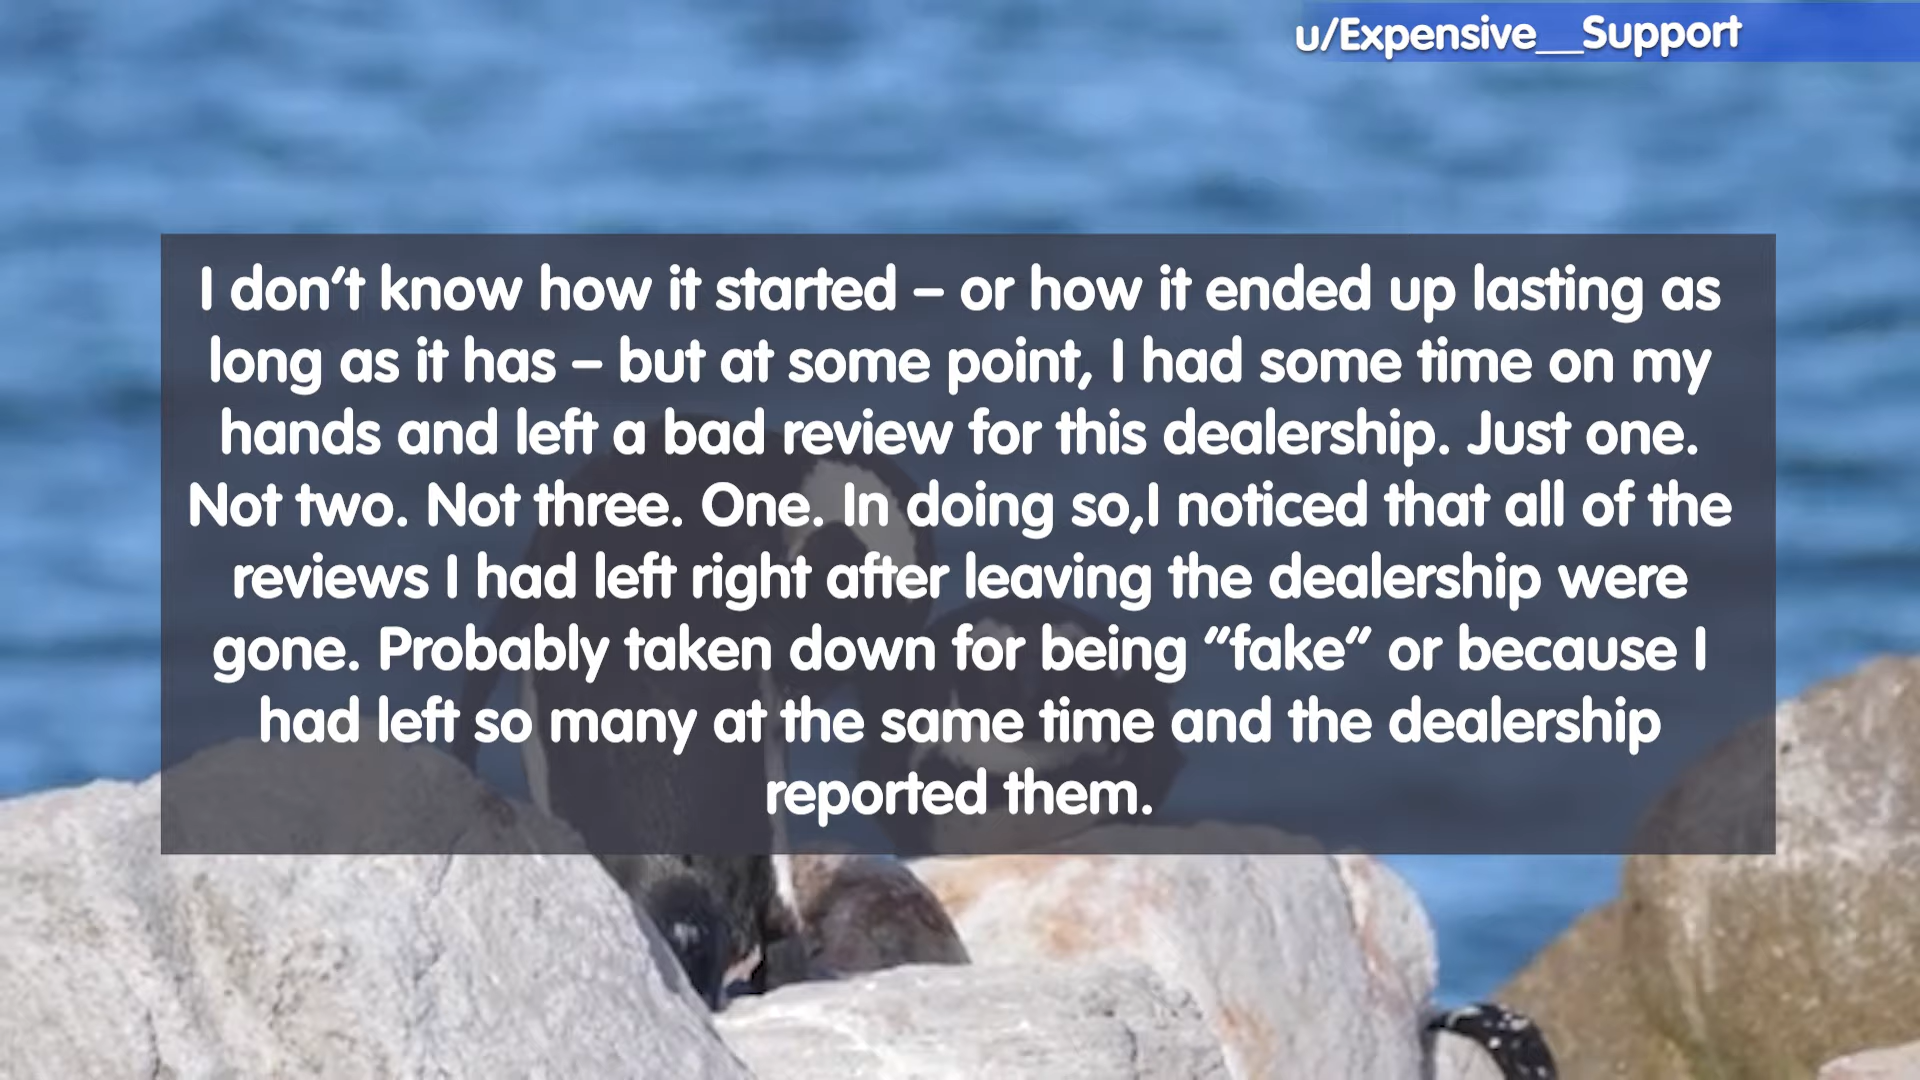 u/Expensive__Support
I don't know how it started – or how it ended up lasting as
long as it has – but at some point, I had some time on my
hands and left a bad review for this dealership. Just one.
Not two. Not three. One. In doing so,I noticed that all of the
reviews I had left right after leaving the dealership were
gone. Probably taken down for being "fake" or because I
had left so many at the same time and the dealership
reported them.